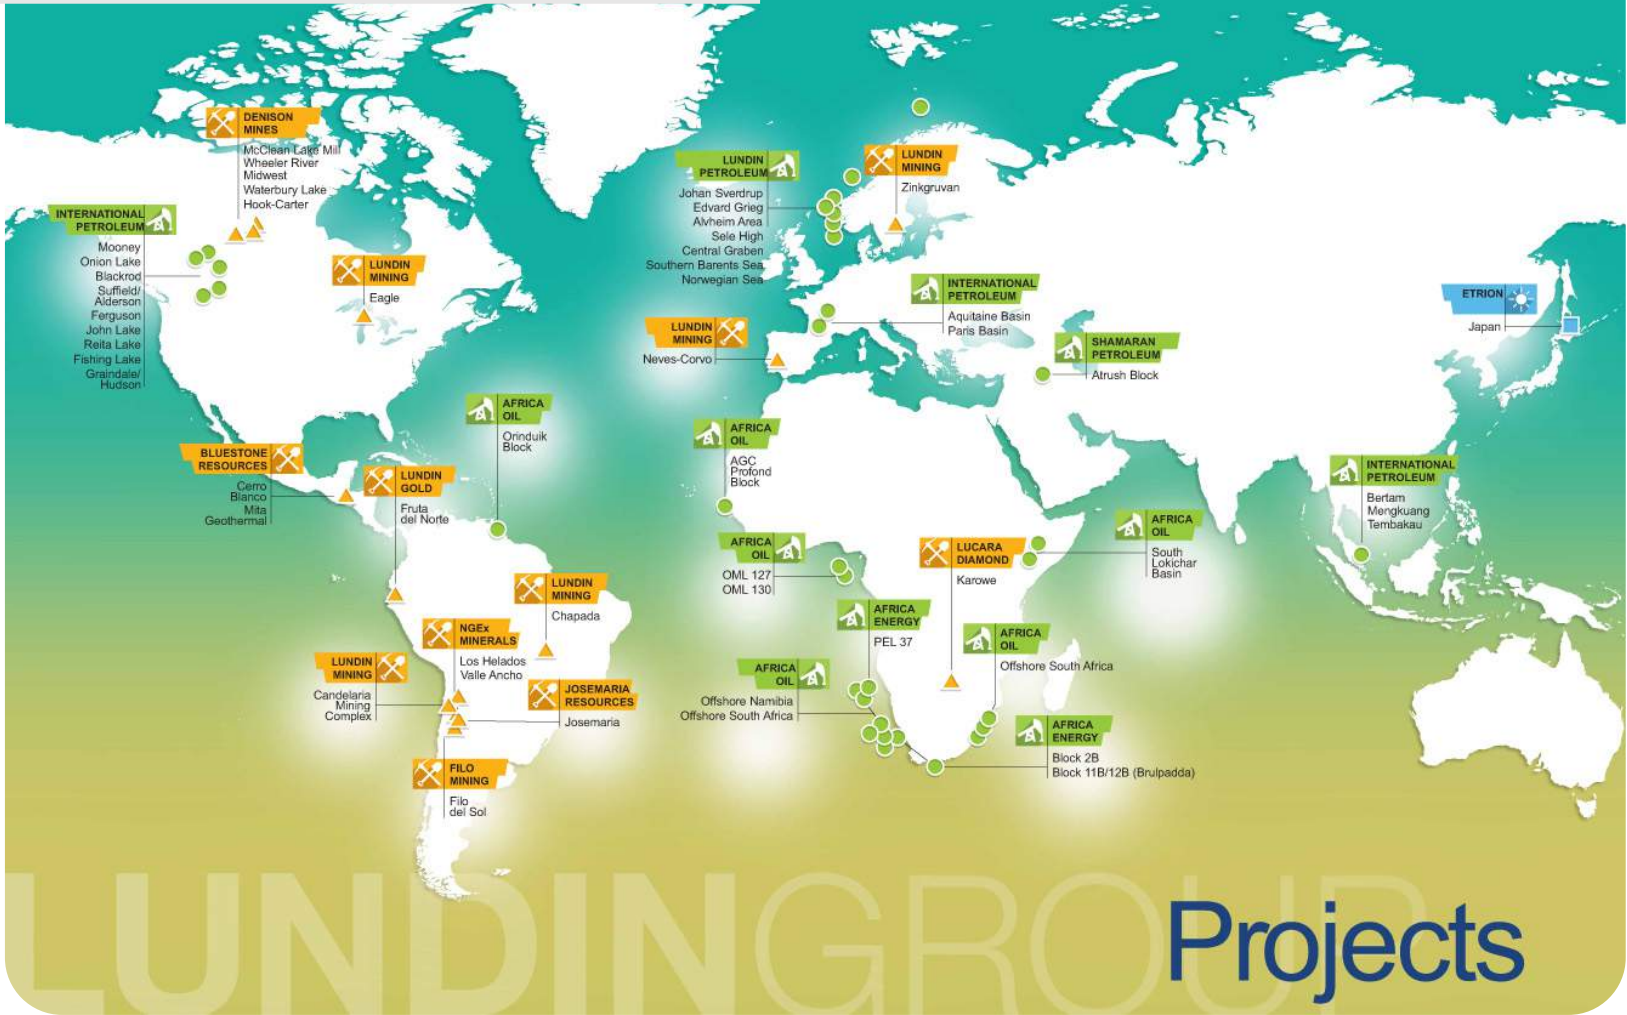 DENISON
MINES
McClean Lake Mill
Wheeler River
Midwest
Waterbury Lake
Hook-Carter
INTERNATIONAL
PETROLEUM
Mooney
Onion Lake
Blackrod
Suffield/
Alderson
Ferguson
John Lake
Reita Lake
Fishing Lake
Graindale/
Hudson
LUNDIN
MINING
Eagle
LUNDIN
PETROLEUM
Johan Sverdrup
Edvard Grieg
Alvheim Area
Sele High
Central Graben
Southern Barents Sea
Norwegian Sea
LUNDIN
MINING
Zinkgruvan
INTERNATIONAL
PETROLEUM
Aquitaine Basin
Paris Basin
LUNDIN
MINING
Neves-Corvo
SHAMARAN
PETROLEUM
Atrush Block
ETRION
Japan
AFRICA
OIL
Orinduik
Block
AFRICA
OIL
AGC
Profond
Block
BLUESTONE
RESOURCES
Cerro
Blanco
Mita
Geothermal
LUNDIN
GOLD
Fruta
del Norte
INTERNATIONAL
PETROLEUM
Bertam
Mengkuang
Tembakau
AFRICA
OIL
South
Lokichar
Basin
AFRICA
OIL
OML 127
OML 130
LUCARA
DIAMOND
Karowe
LUNDIN
MINING
Chapada
AFRICA
ENERGY
PEL 37
NGEx
MINERALS
Los Helados
Valle Ancho
AFRICA
OIL
Offshore South Africa
LUNDIN
MINING
Candelaria
Mining
Complex
JOSEMARIA
RESOURCES
Josemaria
AFRICA
OIL
Offshore Namibia
Offshore South Africa
AFRICA
ENERGY
Block 2B
Block 11B/12B (Brulpadda)
FILO
MINING
Filo
del Sol
LUNDINGROUP
Projects